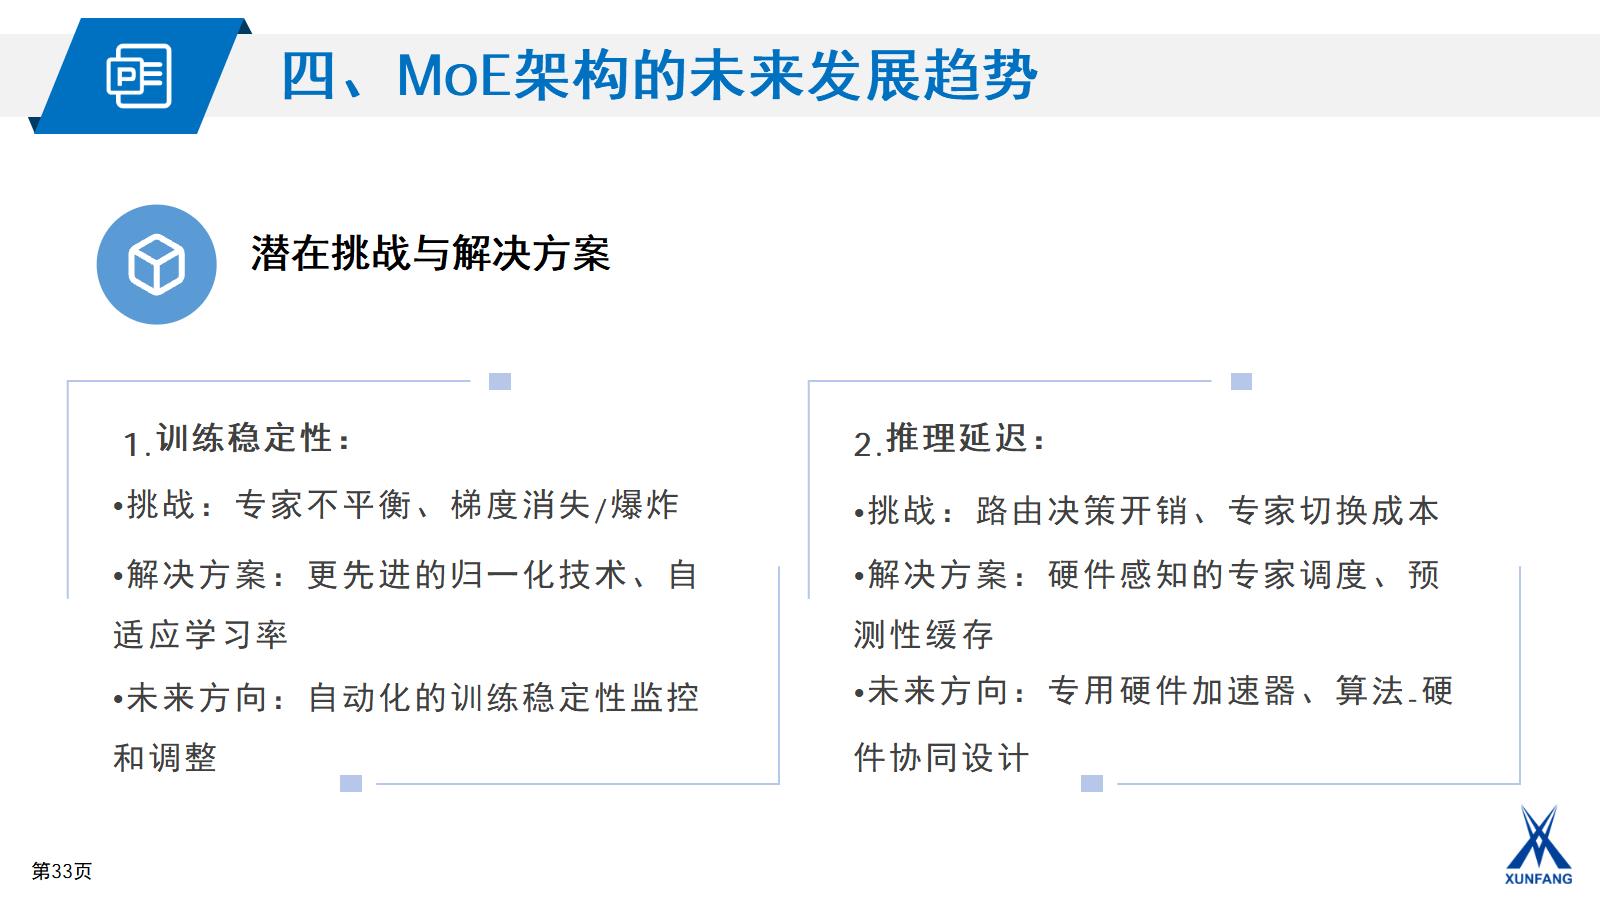 四、MoE架构的未来发展趋势
潜在挑战与解决方案
1.训练稳定性：
•挑战：专家不平衡、梯度消失/爆炸
•解决方案：更先进的归一化技术、自
适应学习率
•未来方向：自动化的训练稳定性监控
和调整
2.推理延迟：
•挑战：路由决策开销、专家切换成本
•解决方案：硬件感知的专家调度、预
测性缓存
•未来方向：专用硬件加速器、算法-硬
件协同设计
第33页
XUNFANG